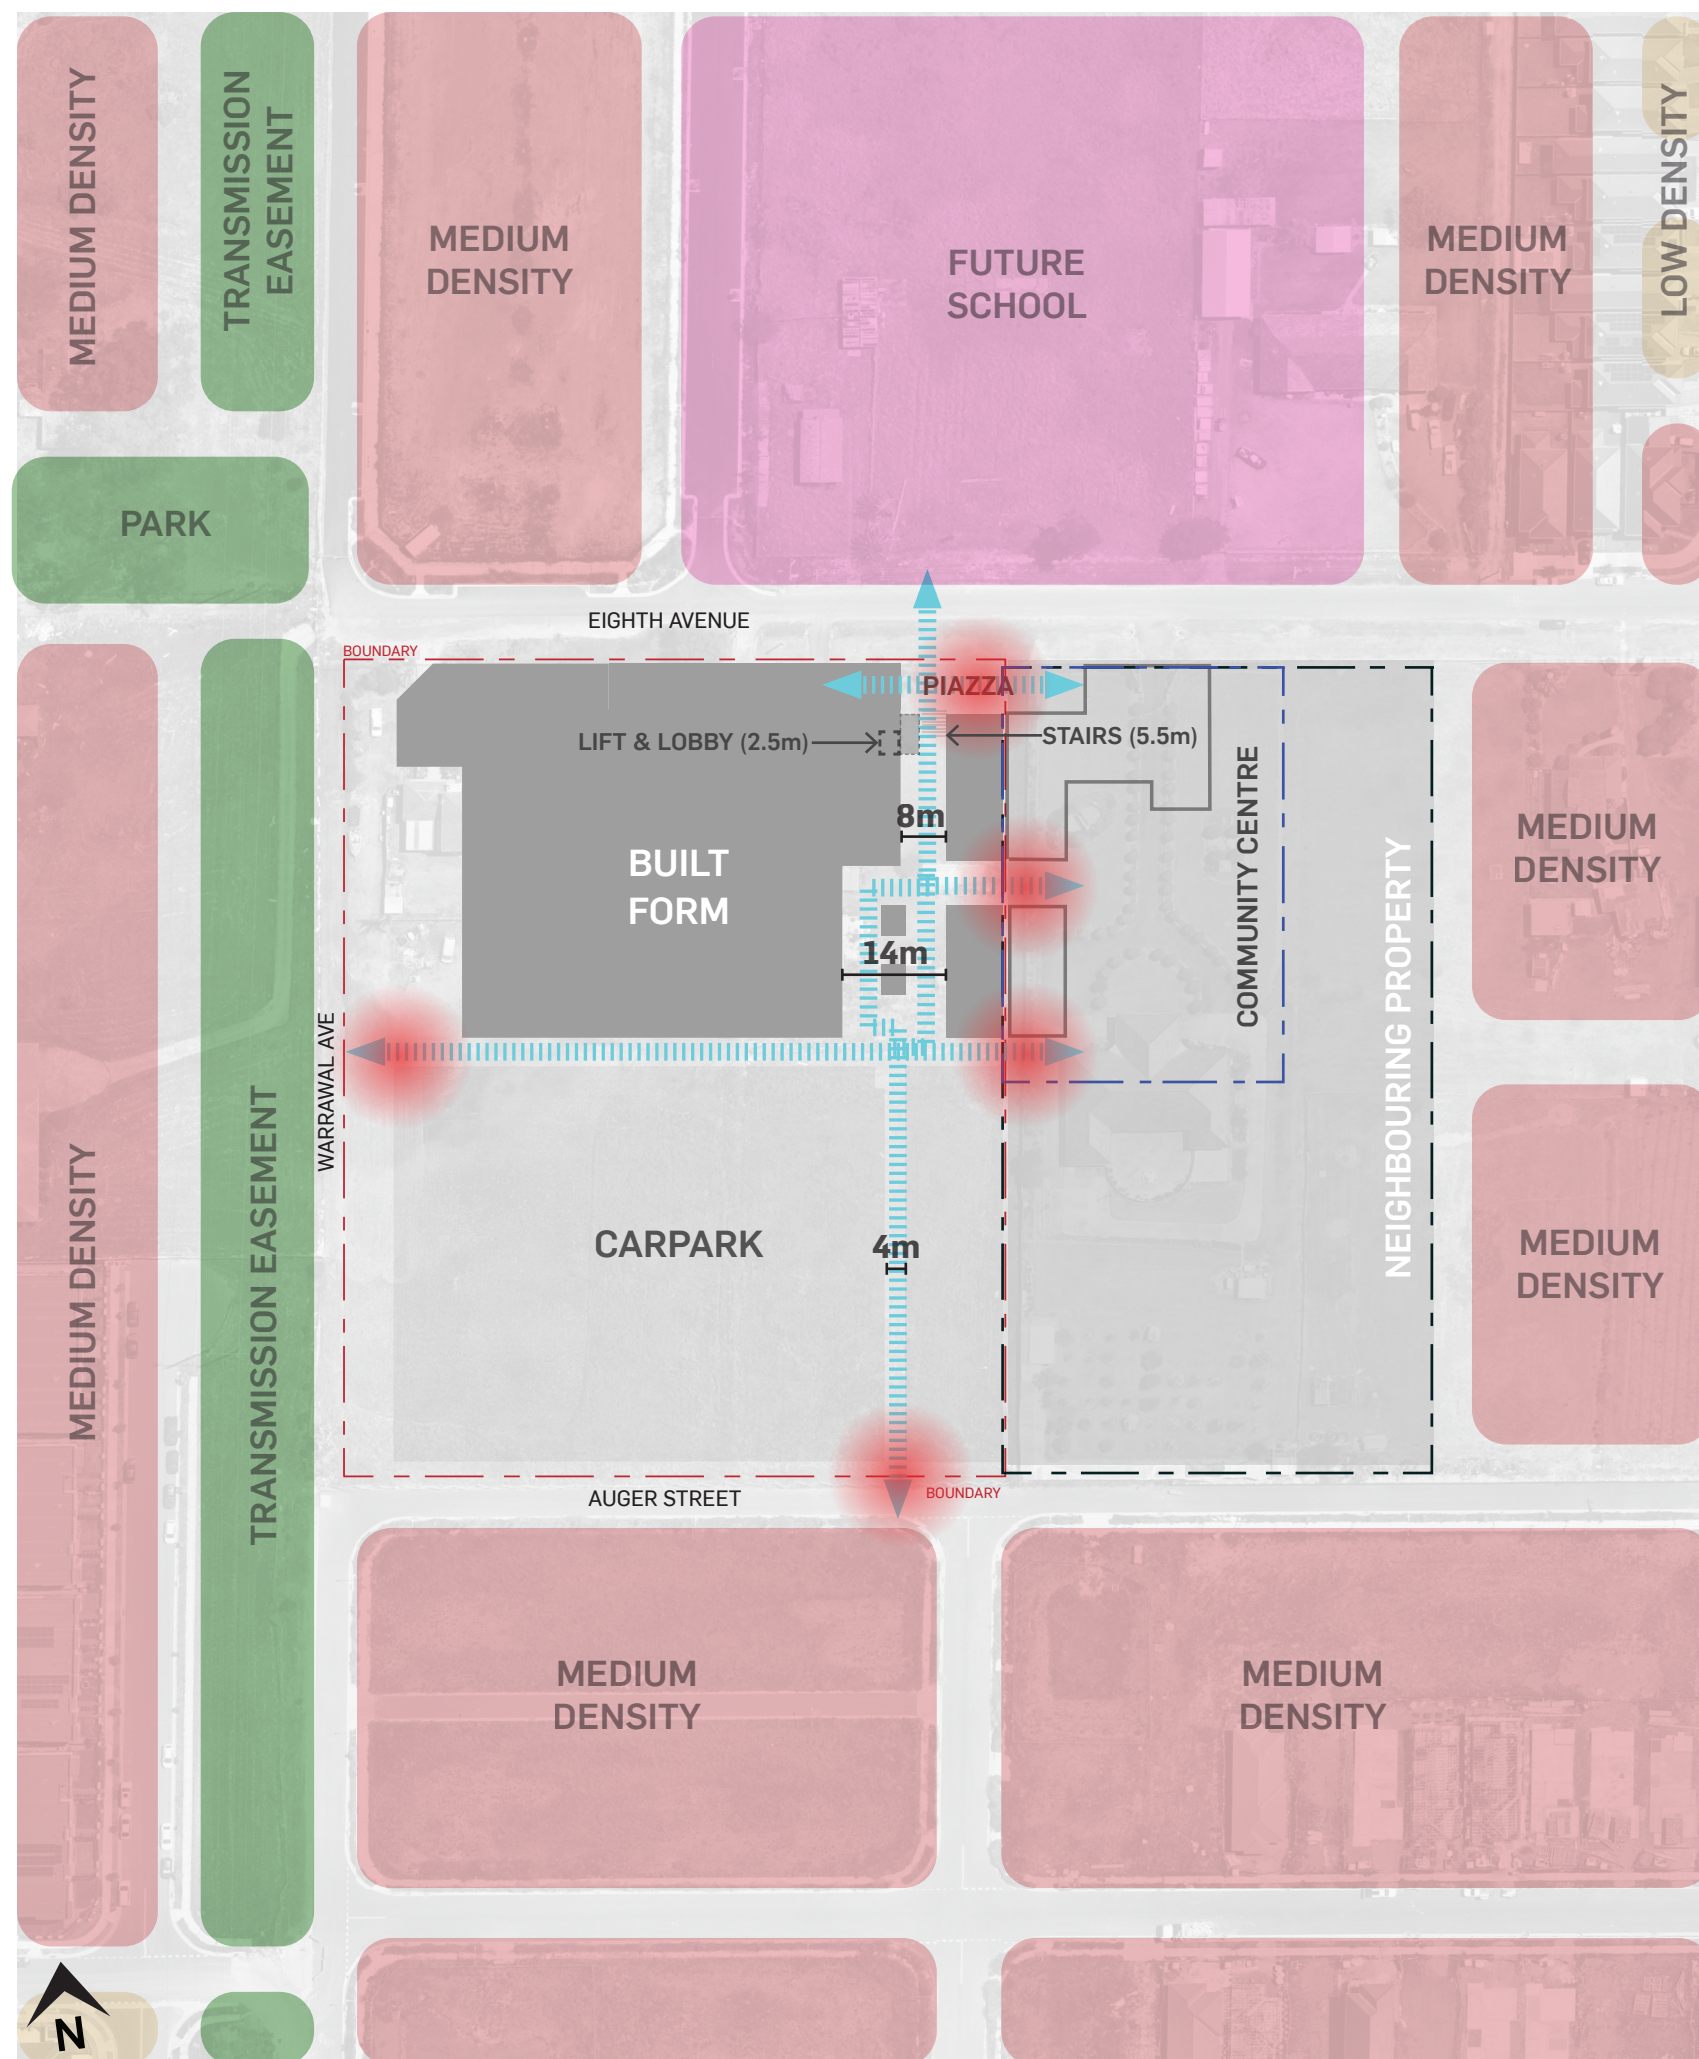 MEDIUM DENSITY
TRANSMISSION
EASEMENT
MEDIUM
DENSITY
FUTURE
SCHOOL
MEDIUM
DENSITY
LOW DENSITY
PARK
EIGHTH AVENUE
BOUNDARY
PIAZZA
LIFT & LOBBY (2.5m)
STAIRS (5.5m)
8m
BUILT
FORM
14m
COMMUNITY CENTRE
NEIGHBOURING PROPERTY
MEDIUM
DENSITY
WARRAWAL AVE
MEDIUM DENSITY
TRANSMISSION EASEMENT
CARPARK
4m
MEDIUM
DENSITY
AUGER STREET
BOUNDARY
MEDIUM
DENSITY
MEDIUM
DENSITY
N